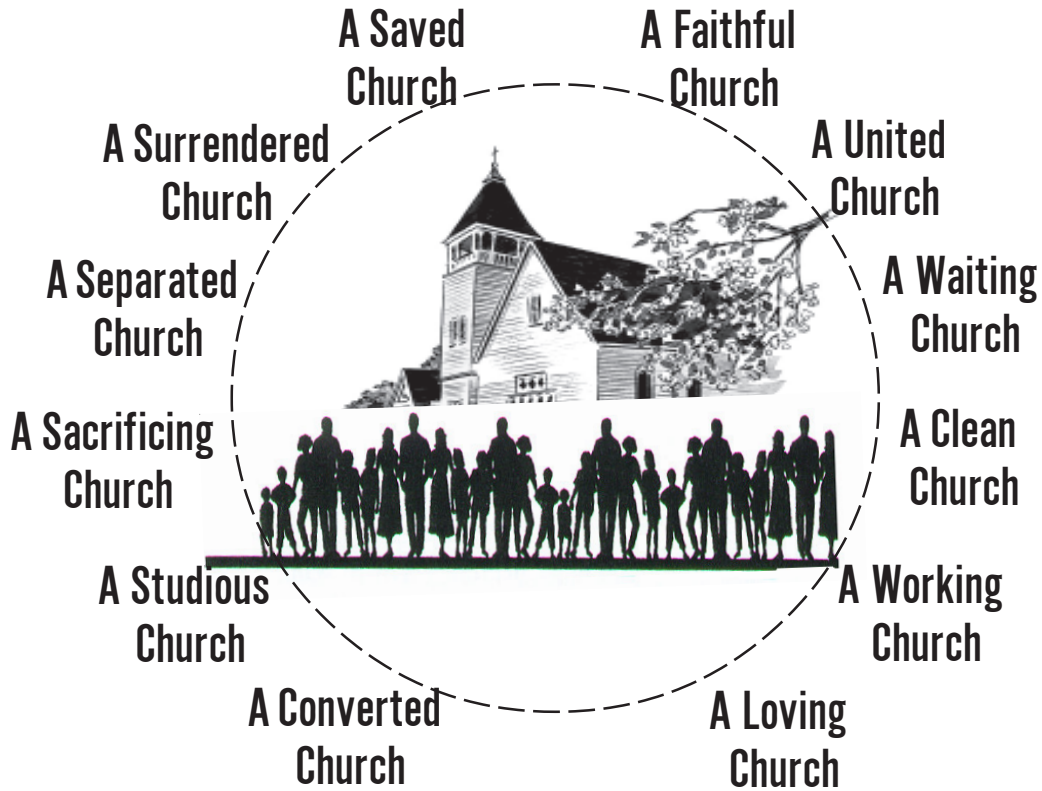 A Saved
Church
A Faithful
Church
A Surrendered
Church
A United
Church
A Separated
Church
A Waiting
Church
A Sacrificing
Church
A Clean
Church
A Studious
Church
A Working
Church
A Converted
Church
A Loving
Church